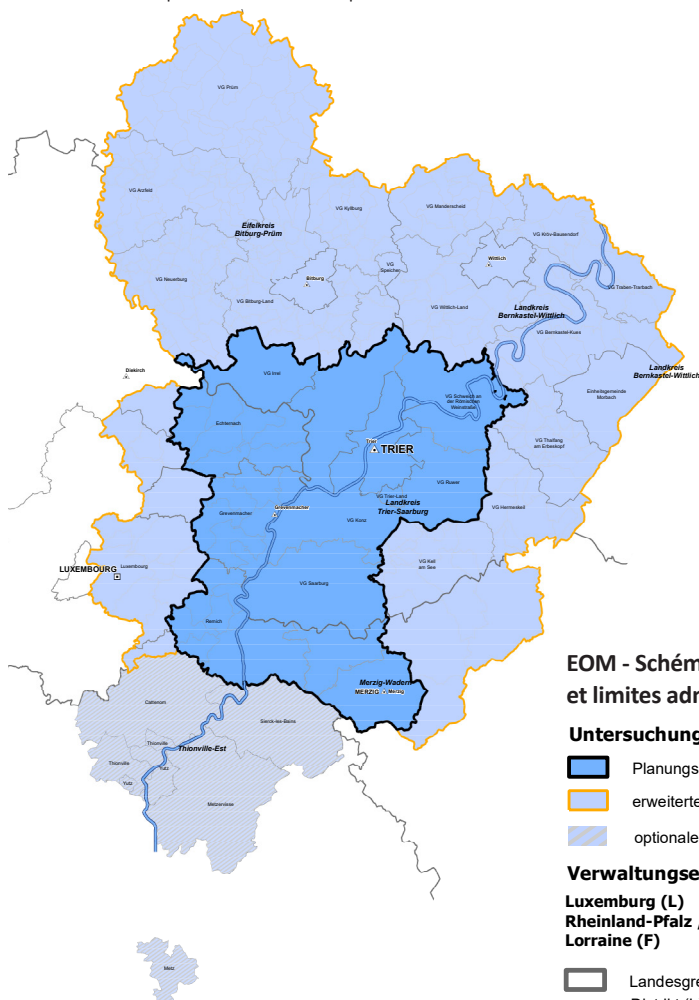 VG Prüm
VG Arzfeld
VG Kyllburg
VG Manderscheid
Eifelkreis
Bitburg-Prüm
VG Kröv-Bausendorf
VG Neuerburg
Bitburg
VG
Speicher
Wittlich
VG Traben-Trarbach
VG Bitburg-Land
VG Wittlich-Land
Landkreis
Bernkastel-Wittlich
VG Bernkastel-Kues
Diekirch
VG Irrel
Landkreis
Bernkastel-Wittlich
VG Schweich an
der Römischen
Weinstraße
Einheitsgemeinde
Morbach
Echternach
Trier
TRIER
VG Thalfang
am Erbeskopf
VG Ruwer
VG Trier-Land
Landkreis
Trier-Saarburg
Grevenmacher
Grevenmacher
VG Konz
VG Hermeskeil
LUXEMBOURG
Luxembourg
VG Kell
am See
VG Saarburg
Remich
Merzig-Wadern
MERZIG
Merzig
Cattenom
Sierck-les-Bains
Thionville
Thionville-Est
Thionville
Yutz
Yutz
Metzervisse
Metz
EOM - Schém
et limites adr
Untersuchung
Planungs
erweiterte
optionale
Verwaltungse
Luxemburg (L)
Rheinland-Pfalz
Lorraine (F)
Landesgre